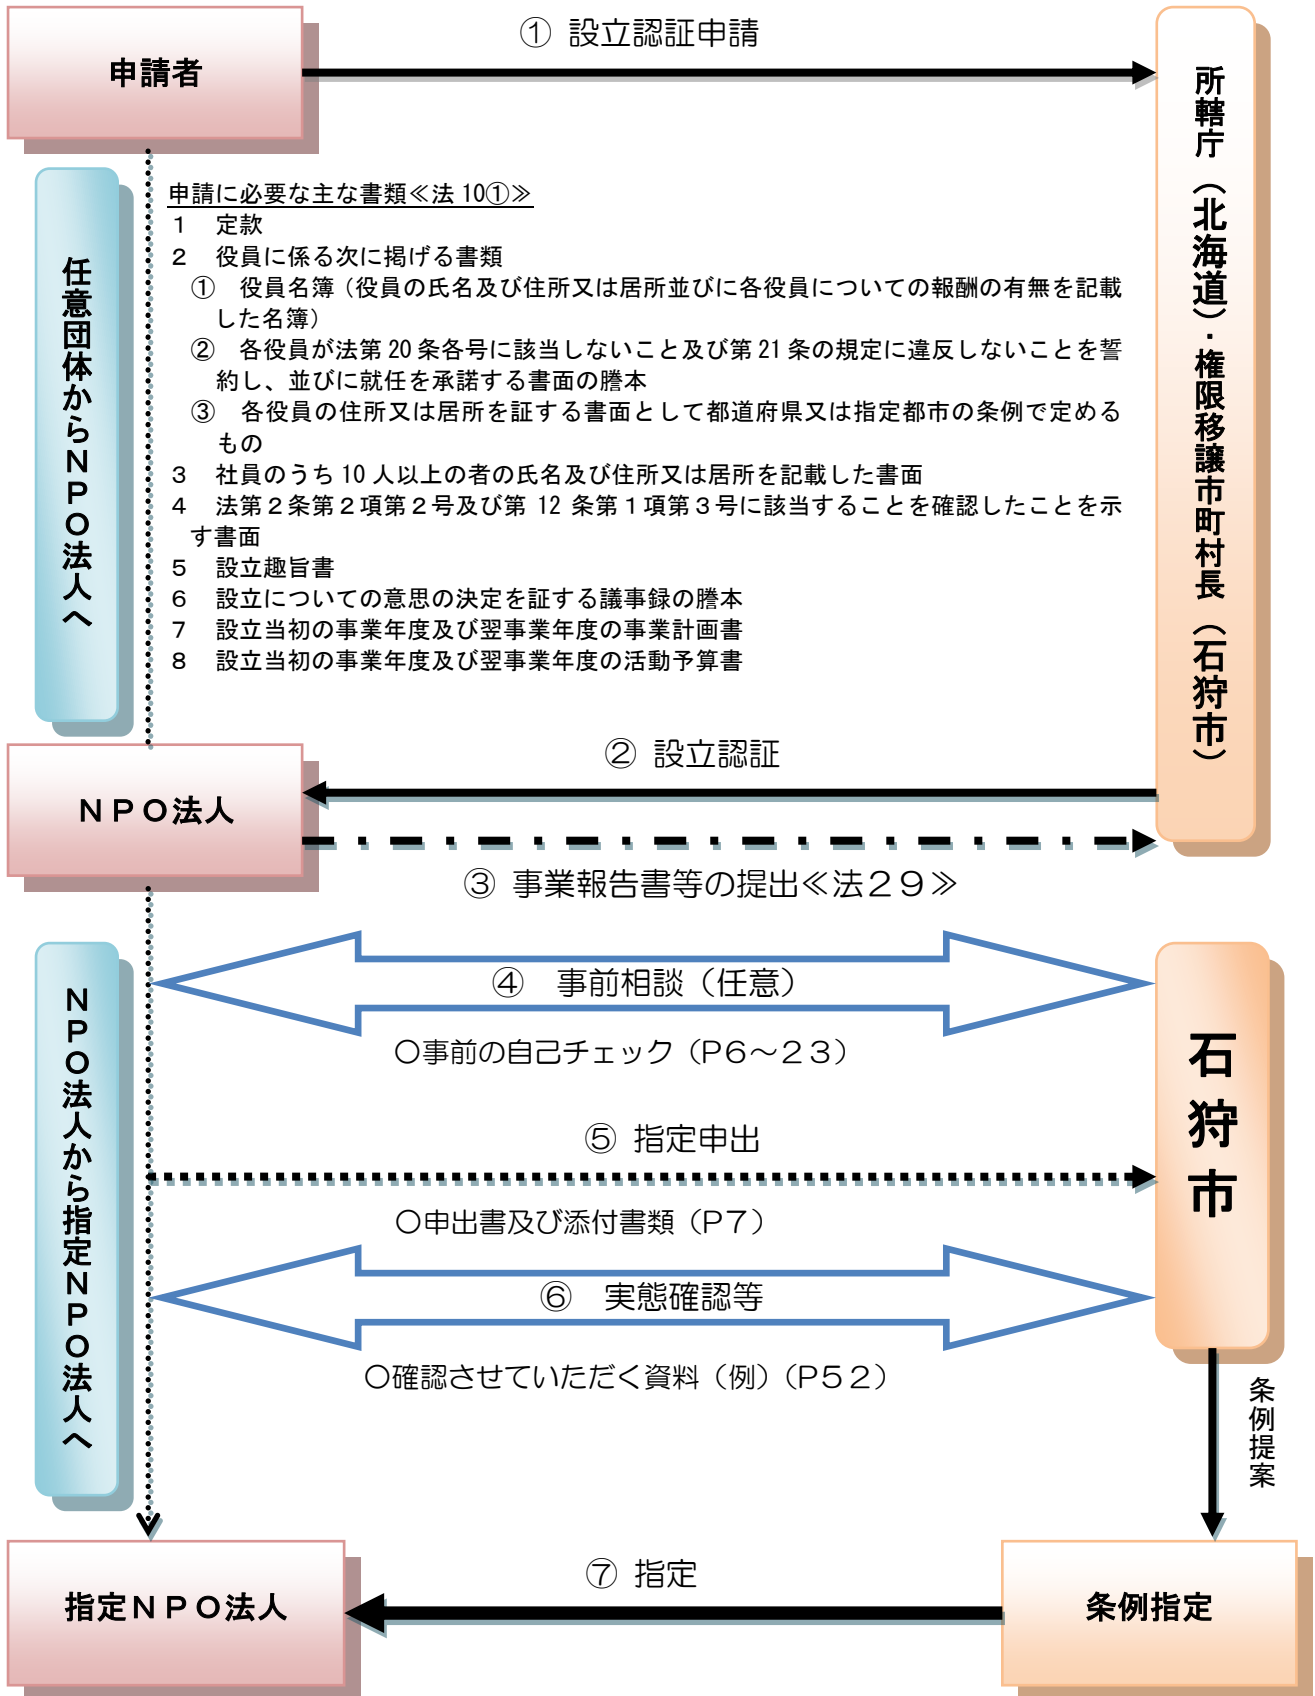 ① 設立認証申請
申請者
所轄庁（北海道）・権限移譲市町村長（石狩市）
任意団体からＮＰＯ法人へ
申請に必要な主な書類≪法 10①≫
１　定款
２　役員に係る次に掲げる書類
①　役員名簿（役員の氏名及び住所又は居所並びに各役員についての報酬の有無を記載
した名簿）
②　各役員が法第 20 条各号に該当しないこと及び第 21 条の規定に違反しないことを誓
約し、並びに就任を承諾する書面の謄本
③　各役員の住所又は居所を証する書面として都道府県又は指定都市の条例で定める
もの
３　社員のうち 10 人以上の者の氏名及び住所又は居所を記載した書面
４　法第２条第２項第２号及び第 12 条第１項第３号に該当することを確認したことを示
す書面
５　設立趣旨書
６　設立についての意思の決定を証する議事録の謄本
７　設立当初の事業年度及び翌事業年度の事業計画書
８　設立当初の事業年度及び翌事業年度の活動予算書
② 設立認証
ＮＰＯ法人
③ 事業報告書等の提出≪法２９≫
ＮＰＯ法人から指定ＮＰＯ法人へ
石狩市
④　事前相談（任意）
〇事前の自己チェック（Ｐ６～２３）
⑤ 指定申出
〇申出書及び添付書類（Ｐ７）
⑥　実態確認等
〇確認させていただく資料（例）（Ｐ５２）
条例提案
⑦ 指定
指定ＮＰＯ法人
条例指定